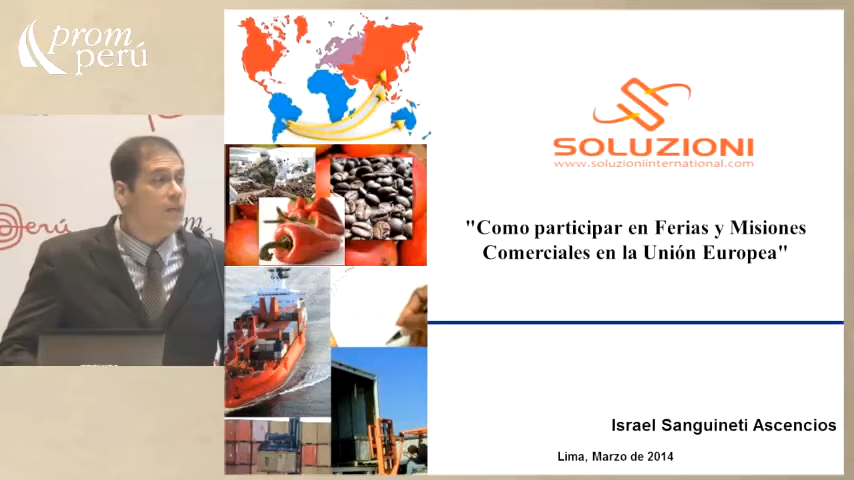 prom
perú
Perú
SOLUZIONI
www.soluzioniinternational.com
"Como participar en Ferias y Misiones
Comerciales en la Unión Europea"
Israel Sanguineti Ascencios
Lima, Marzo de 2014